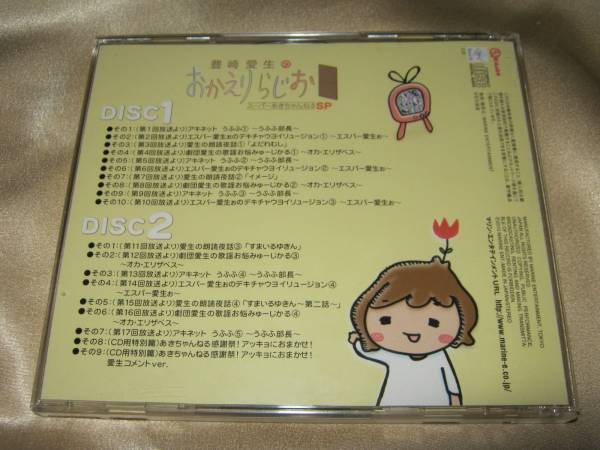 豊崎愛生の
おかえりらじお
スーパーあきちゃんねるSP
DISC1
●その1:(第1回放送より)アキネット うふふ① ~うふふ部長~
●その2:(第2回放送より)エスパー愛生ぉのデキチャウヨイリュージョン① ~エスパー愛生ぉ~
●その3:(第3回放送より)愛生の朗読夜話①「よだれむし」
●その4:(第4回放送より)劇団愛生の歌謡お悩みゅーじかる① ~オカ・エリザベス~
●その5:(第5回放送より)アキネット うふふ② ~うふふ部長~
●その6:(第6回放送より)エスパー愛生ぉのデキチャウヨイリュージョン② ~エスパー愛生ぉ~
●その7:(第7回放送より)愛生の朗読夜話②「イメージ」
●その8:(第8回放送より)劇団愛生の歌謡お悩みゅーじかる② ~オカ・エリザベス~
●その9:(第9回放送より)アキネット うふふ③ ~うふふ部長~
●その10:(第10回放送より)エスパー愛生ぉのデキチャウヨイリュージョン③ ~エスパー愛生ぉ~
DISC2
●その1:(第11回放送より)愛生の朗読夜話③「すまいるゆきん」
●その2:(第12回放送より)劇団愛生の歌謡お悩みゅーじかる③
~オカ・エリザベス~
●その3:(第13回放送より)アキネット うふふ④ ~うふふ部長~
●その4:(第14回放送より)エスパー愛生ぉのデキチャウヨイリュージョン④
~エスパー愛生ぉ~
●その5:(第15回放送より)愛生の朗読夜話④「すまいるゆきん~第二話~」
●その6:(第16回放送より)劇団愛生の歌謡お悩みゅーじかる④
~オカ・エリザベス~
●その7:(第17回放送より)アキネット うふふ⑤ ~うふふ部長~
●その8:(CD用特別篇)あきちゃんねる感謝祭!アッキョにおまかせ!
●その9:(CD用特別篇)あきちゃんねる感謝祭!アッキョにおまかせ!
愛生コメントver.
マリン・エンタテインメント URL http://www.marine-e.co.jp/